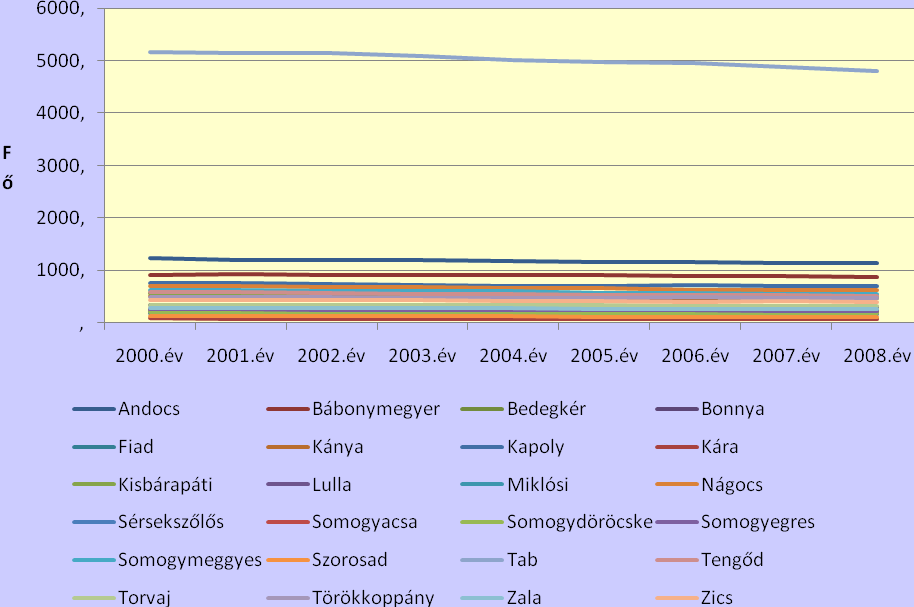 6000,
5000,
4000,
3000,
2000,
1000,
,
F
ő
2000.év 2001.év 2002.év 2003.év 2004.év 2005.év 2006.év 2007.év 2008.év
Andocs Bábonymegyer Bedegkér Bonnya
Fiad Kánya Kapoly Kára
Kisbárapáti Lulla Miklósi Nágocs
Sérsekszőlős Somogyacsa Somogydöröcske Somogyegres
Somogymeggyes Szorosad Tab Tengőd
Torvaj Törökkoppány Zala Zics